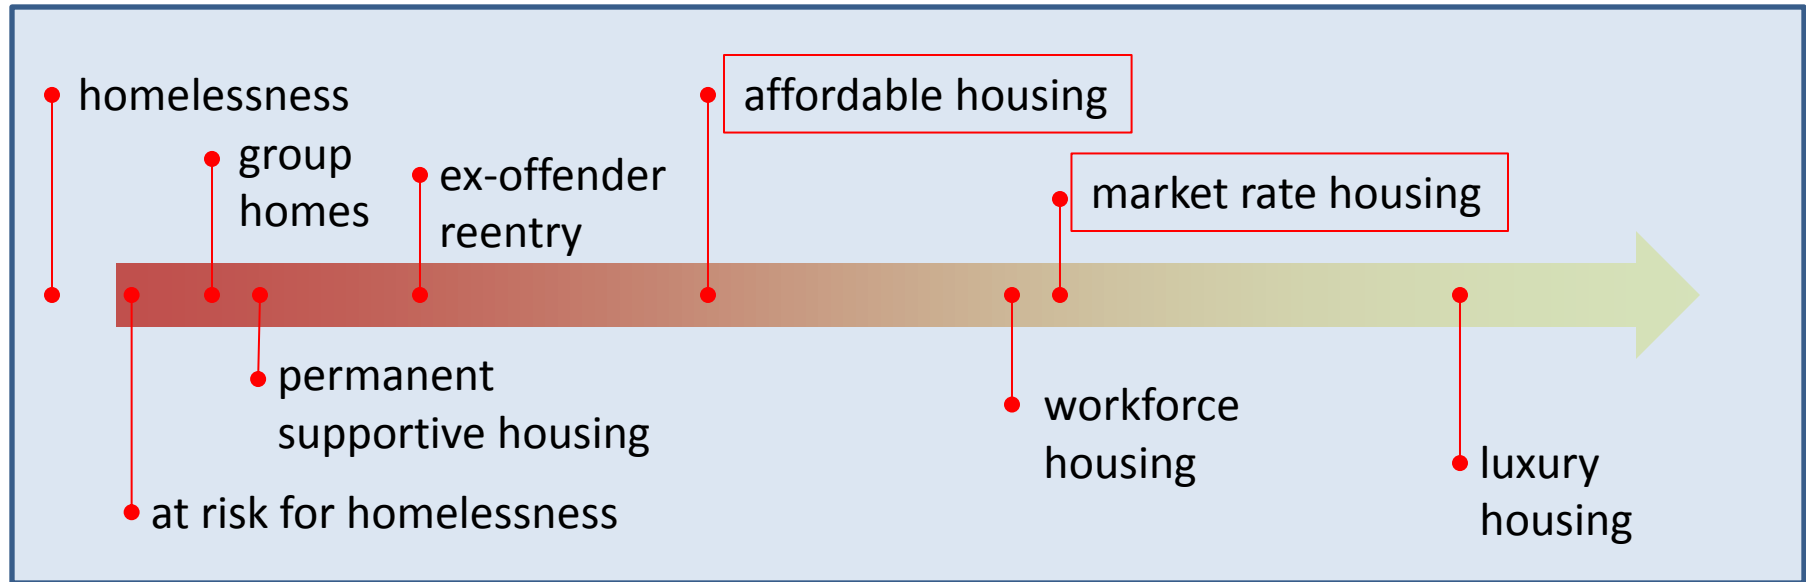 homelessness
affordable housing
group
homes
ex-offender
reentry
market rate housing
permanent
supportive housing
workforce
housing
at risk for homelessness
luxury
housing